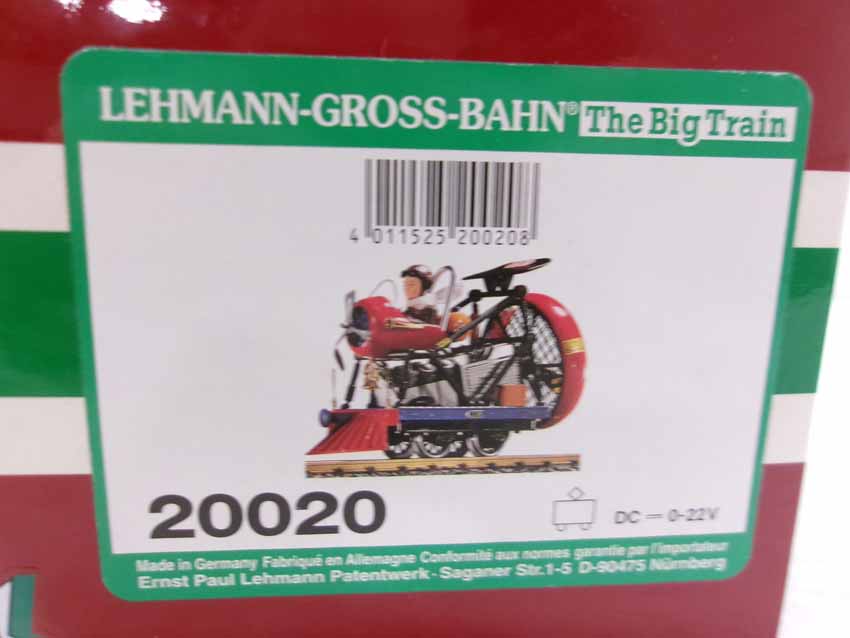 LEHMANN-GROSS-BAHN® The Big Train
4 011525 200208
20020
DC 0-22V
Made in Germany Fabriqué en Allemagne Conformité aux normes garantie par l'importateur
Ernst Paul Lehmann Patentwerk · Saganer Str. 1-5 D-90475 Nürnberg